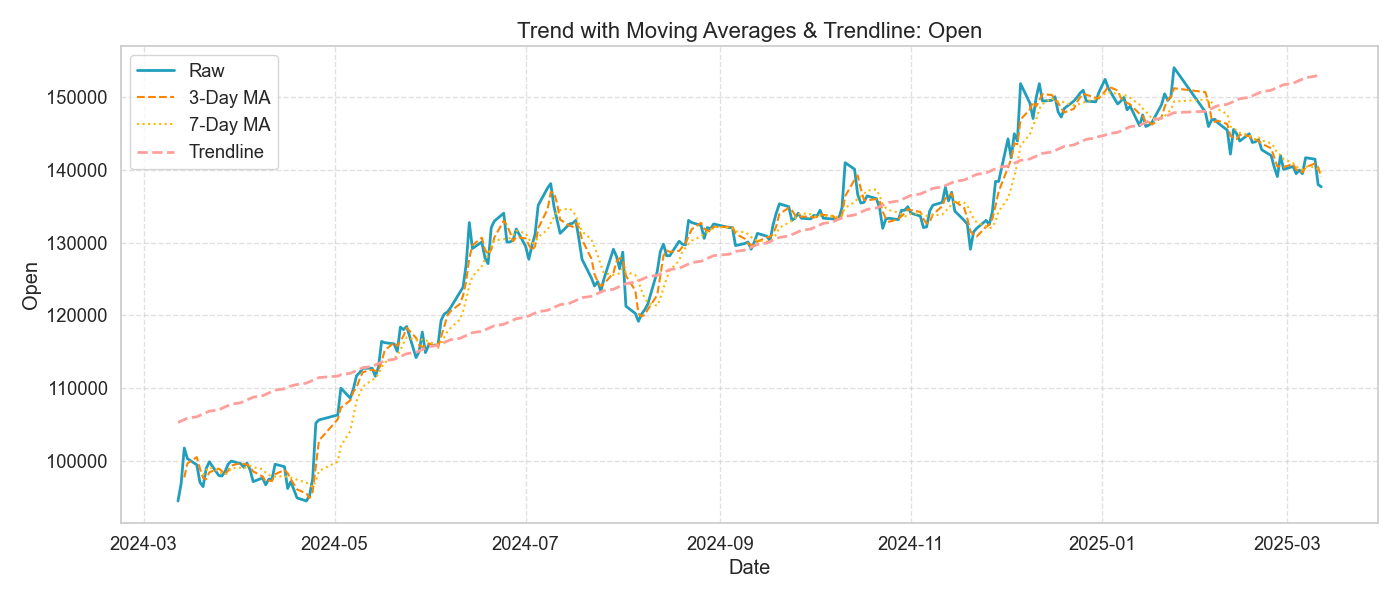 Trend with Moving Averages & Trendline: Open
Raw
3-Day MA
7-Day MA
Trendline
Open
150000
140000
130000
120000
110000
100000
2024-03
2024-05
2024-07
2024-09
2024-11
2025-01
2025-03
Date